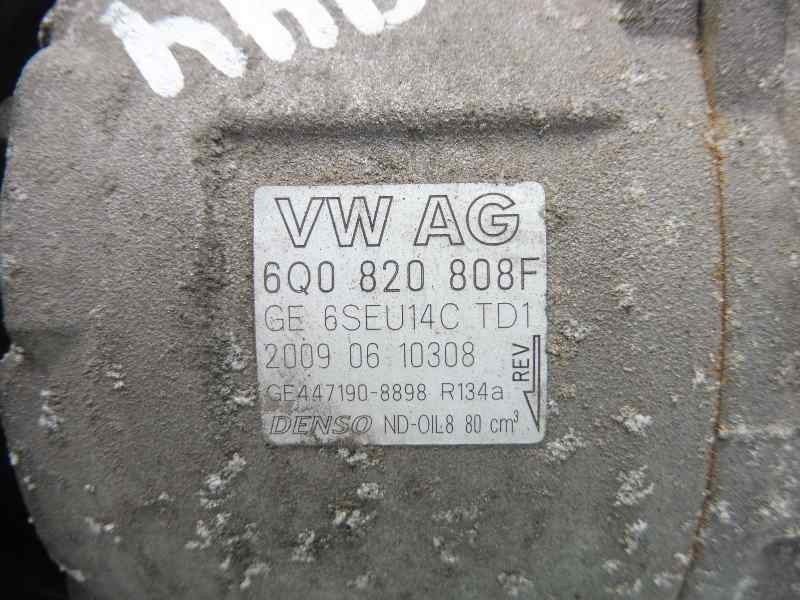 VW AG
6Q0 820 808F
GE 6SEU14C TD1
2009 06 10308
REV
GE447190-8898 R134a
DENSO ND-OIL8 80 cm³